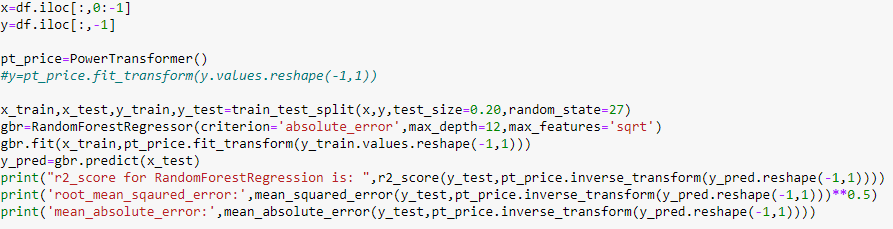 x=df.iloc[:,0:-1]
y=df.iloc[:,-1]
pt_price=PowerTransformer()
#y=pt_price.fit_transform(y.values.reshape(-1,1))
x_train,x_test,y_train,y_test=train_test_split(x,y,test_size=0.20,random_state=27)
gbr=RandomForestRegressor(criterion='absolute_error',max_depth=12,max_features='sqrt')
gbr.fit(x_train,pt_price.fit_transform(y_train.values.reshape(-1,1)))
y_pred=gbr.predict(x_test)
print("r2_score for RandomForestRegression is: ",r2_score(y_test,pt_price.inverse_transform(y_pred.reshape(-1,1))))
print('root_mean_sqaured_error:',mean_squared_error(y_test,pt_price.inverse_transform(y_pred.reshape(-1,1)))**0.5)
print('mean_absolute_error:',mean_absolute_error(y_test,pt_price.inverse_transform(y_pred.reshape(-1,1))))